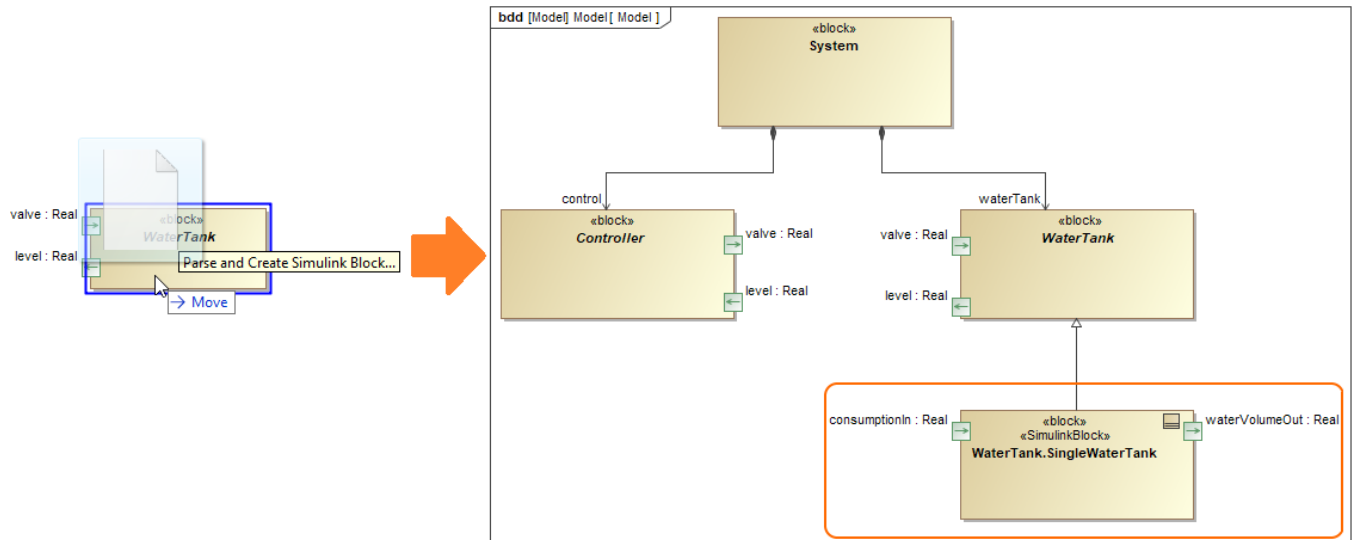 valve : Real
level : Real
«block»
WaterTank
Parse and Create Simulink Block...
Move
bdd [Model] Model [ Model ]
«block»
System
control
waterTank
«block»
Controller
valve : Real
level : Real
valve : Real
level : Real
«block»
WaterTank
consumptionIn : Real
«block»
«SimulinkBlock»
WaterTank.SingleWaterTank
waterVolumeOut : Real